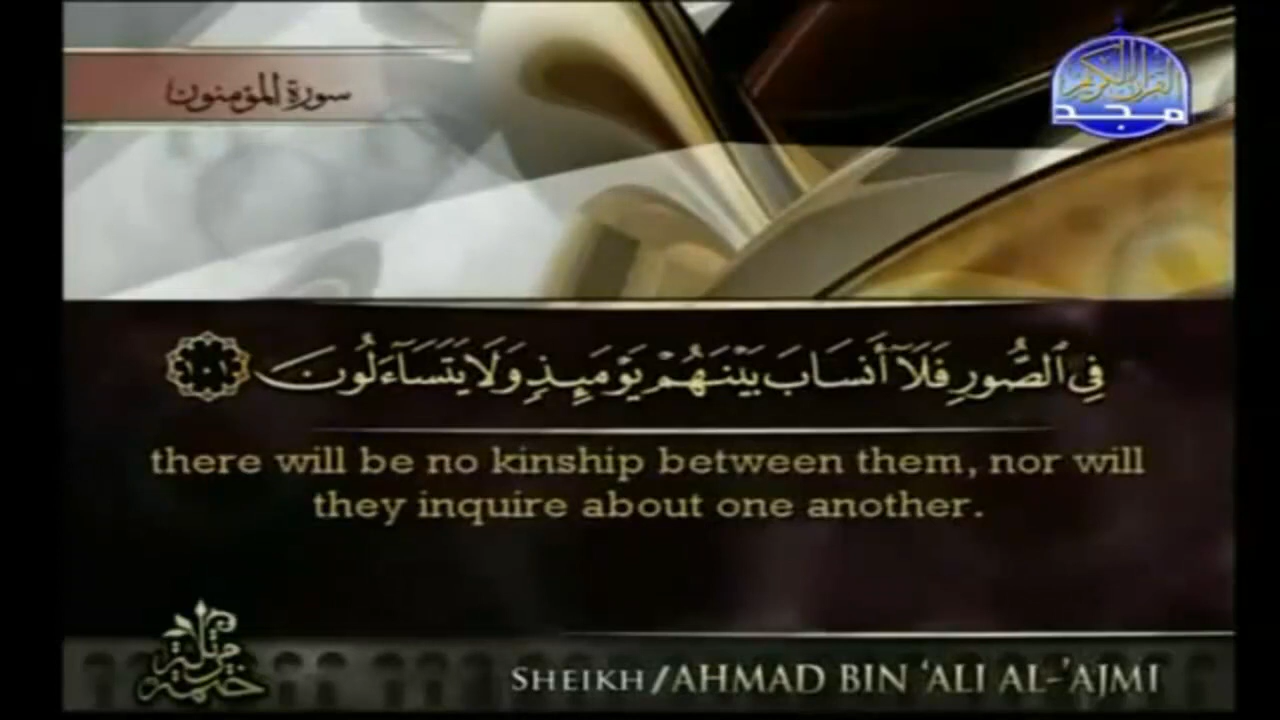 سورة المؤمنون
القرآن الكريم
مجد
فِي ٱلصُّورِ فَلَآ أَنسَابَ بَيْنَهُمْ يَوْمَئِذٍ وَلَا يَتَسَآءَلُونَ ١٠١
there will be no kinship between them, nor will
they inquire about one another.
ختمة مرتلة
SHEIKH/AHMAD BIN 'ALI AL-'AJMI